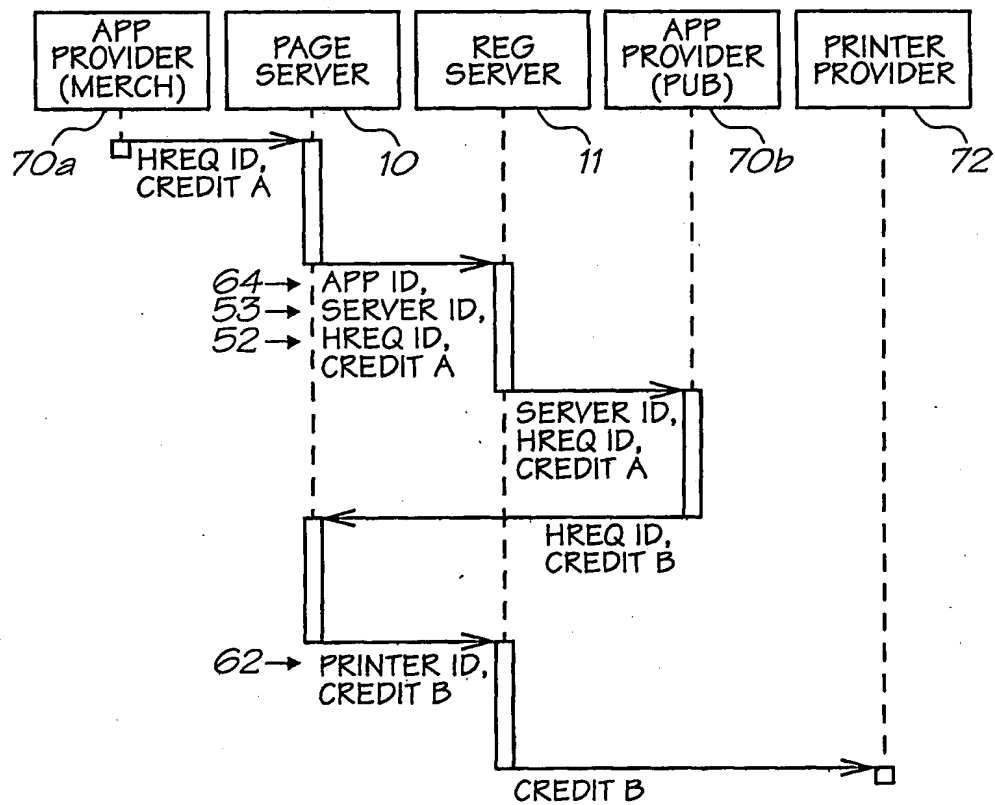 APP
PROVIDER
(MERCH)
PAGE
SERVER
REG
SERVER
APP
PROVIDER
(PUB)
PRINTER
PROVIDER
70a
10
11
70b
72
HREQ ID,
CREDIT A
64
APP ID,
53
SERVER ID,
52
HREQ ID,
CREDIT A
SERVER ID,
HREQ ID,
CREDIT A
HREQ ID,
CREDIT B
62
PRINTER ID,
CREDIT B
CREDIT B